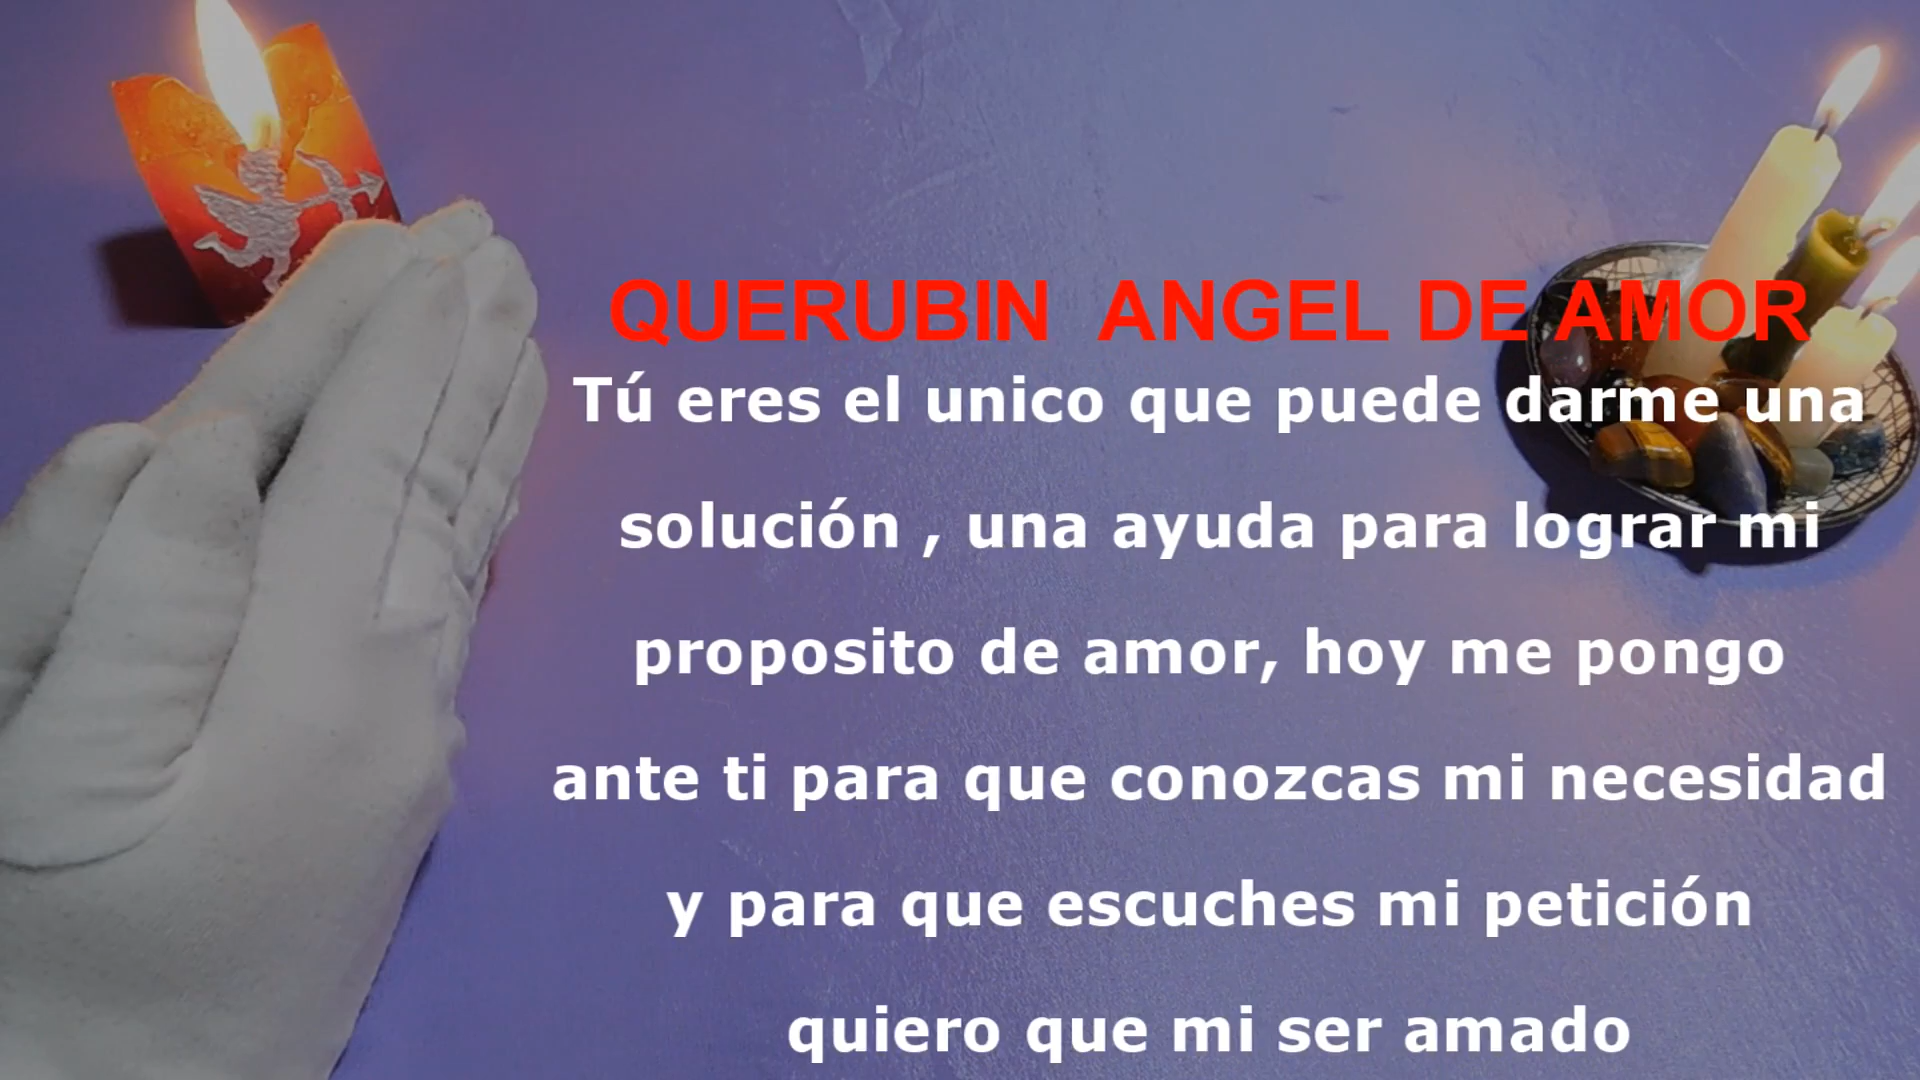 QUERUBIN ANGEL DE AMOR
Tú eres el unico que puede darme una
solución , una ayuda para lograr mi
proposito de amor, hoy me pongo
ante ti para que conozcas mi necesidad
y para que escuches mi petición
quiero que mi ser amado